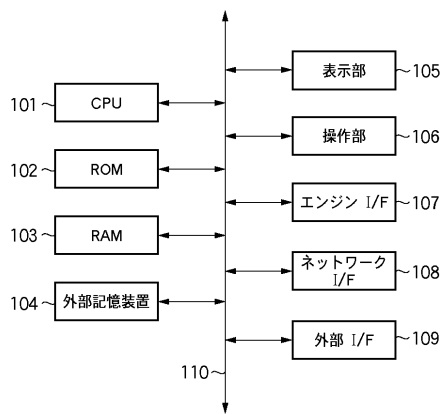 101 CPU
102 ROM
103 RAM
104 外部記憶装置
表示部 105
操作部 106
エンジン I/F 107
ネットワーク
I/F 108
外部 I/F 109
110